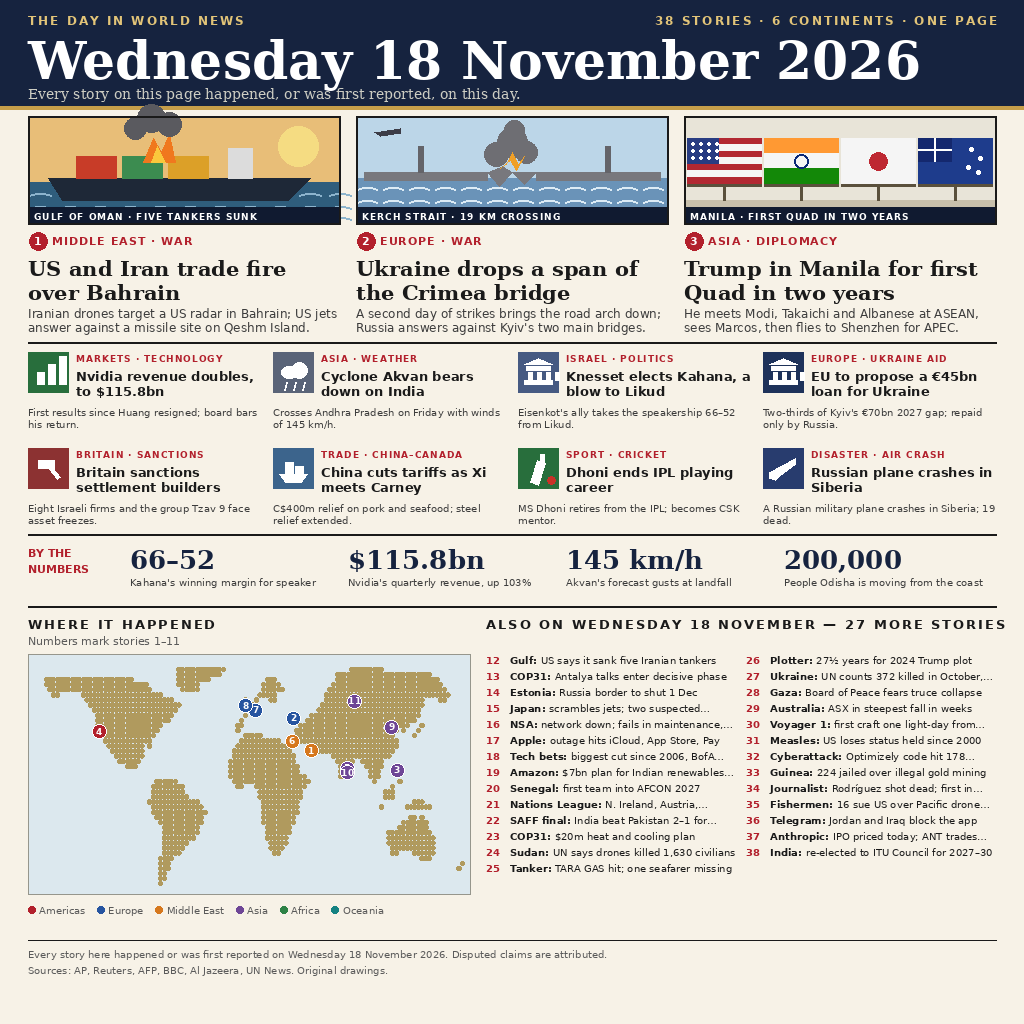 THE DAY IN WORLD NEWS
38 STORIES · 6 CONTINENTS · ONE PAGE
Wednesday 18 November 2026
Every story on this page happened, or was first reported, on this day.
GULF OF OMAN · FIVE TANKERS SUNK
1 MIDDLE EAST · WAR
US and Iran trade fire
over Bahrain
Iranian drones target a US radar in Bahrain; US jets
answer against a missile site on Qeshm Island.
KERCH STRAIT · 19 KM CROSSING
2 EUROPE · WAR
Ukraine drops a span of
the Crimea bridge
A second day of strikes brings the road arch down;
Russia answers against Kyiv's two main bridges.
MANILA · FIRST QUAD IN TWO YEARS
3 ASIA · DIPLOMACY
Trump in Manila for first
Quad in two years
He meets Modi, Takaichi and Albanese at ASEAN,
sees Marcos, then flies to Shenzhen for APEC.
MARKETS · TECHNOLOGY
Nvidia revenue doubles,
to $115.8bn
First results since Huang resigned; board bars
his return.
ASIA · WEATHER
Cyclone Akvan bears
down on India
Crosses Andhra Pradesh on Friday with winds
of 145 km/h.
ISRAEL · POLITICS
Knesset elects Kahana, a
blow to Likud
Eisenkot's ally takes the speakership 66–52
from Likud.
EUROPE · UKRAINE AID
EU to propose a €45bn
loan for Ukraine
Two-thirds of Kyiv's €70bn 2027 gap; repaid
only by Russia.
BRITAIN · SANCTIONS
Britain sanctions
settlement builders
Eight Israeli firms and the group Tzav 9 face
asset freezes.
TRADE · CHINA–CANADA
China cuts tariffs as Xi
meets Carney
C$400m relief on pork and seafood; steel
relief extended.
SPORT · CRICKET
Dhoni ends IPL playing
career
MS Dhoni retires from the IPL; becomes CSK
mentor.
DISASTER · AIR CRASH
Russian plane crashes in
Siberia
A Russian military plane crashes in Siberia; 19
dead.
BY THE
NUMBERS
66–52
Kahana's winning margin for speaker
$115.8bn
Nvidia's quarterly revenue, up 103%
145 km/h
Akvan's forecast gusts at landfall
200,000
People Odisha is moving from the coast
WHERE IT HAPPENED
Numbers mark stories 1–11
8
7
11
2
4
9
6
1
10
3
Americas
Europe
Middle East
Asia
Africa
Oceania
ALSO ON WEDNESDAY 18 NOVEMBER — 27 MORE STORIES
12 Gulf: US says it sank five Iranian tankers
13 COP31: Antalya talks enter decisive phase
14 Estonia: Russia border to shut 1 Dec
15 Japan: scrambles jets; two suspected...
16 NSA: network down; fails in maintenance,...
17 Apple: outage hits iCloud, App Store, Pay
18 Tech bets: biggest cut since 2006, BofA...
19 Amazon: $7bn plan for Indian renewables...
20 Senegal: first team into AFCON 2027
21 Nations League: N. Ireland, Austria,...
22 SAFF final: India beat Pakistan 2–1 for...
23 COP31: $20m heat and cooling plan
24 Sudan: UN says drones killed 1,630 civilians
25 Tanker: TARA GAS hit; one seafarer missing
26 Plotter: 27½ years for 2024 Trump plot
27 Ukraine: UN counts 372 killed in October,...
28 Gaza: Board of Peace fears truce collapse
29 Australia: ASX in steepest fall in weeks
30 Voyager 1: first craft one light-day from...
31 Measles: US loses status held since 2000
32 Cyberattack: Optimizely code hit 178...
33 Guinea: 224 jailed over illegal gold mining
34 Journalist: Rodríguez shot dead; first in...
35 Fishermen: 16 sue US over Pacific drone...
36 Telegram: Jordan and Iraq block the app
37 Anthropic: IPO priced today; ANT trades...
38 India: re-elected to ITU Council for 2027–30
Every story here happened or was first reported on Wednesday 18 November 2026. Disputed claims are attributed.
Sources: AP, Reuters, AFP, BBC, Al Jazeera, UN News. Original drawings.